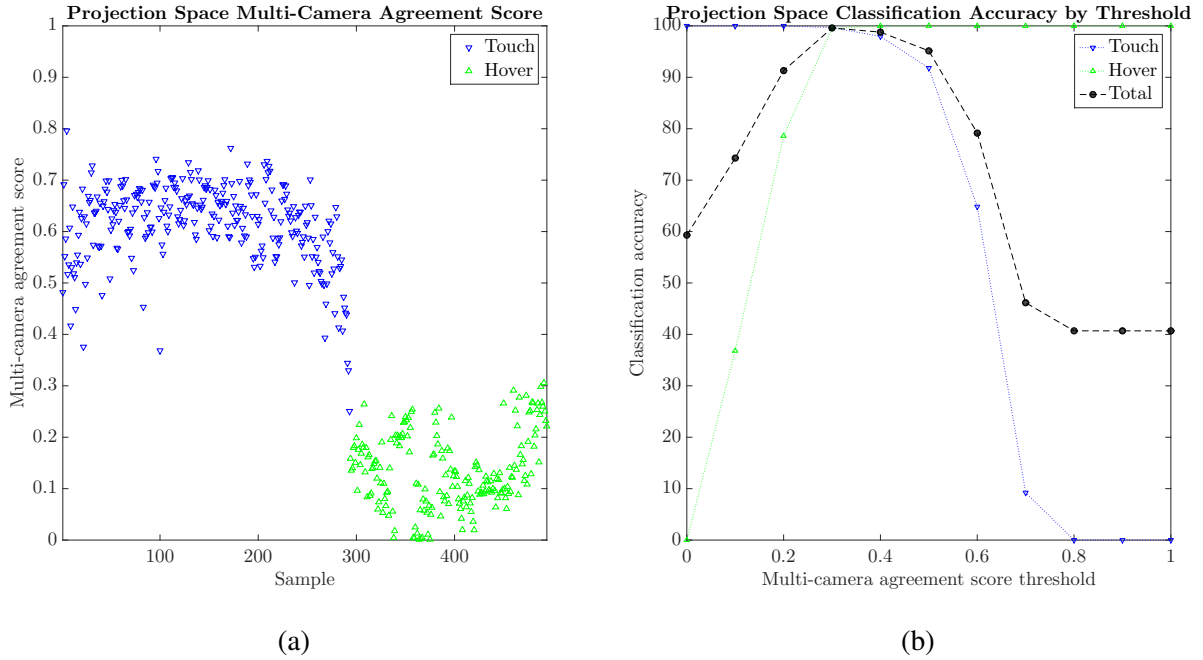 Projection Space Multi-Camera Agreement Score
1
0.9
0.8
0.7
0.6
0.5
0.4
0.3
0.2
0.1
0
Multi-camera agreement score
Touch
Hover
100
200
300
400
Sample
(a)
Projection Space Classification Accuracy by Threshold
100
90
80
70
60
50
40
30
20
10
0
Classification accuracy
Touch
Hover
Total
0
0.2
0.4
0.6
0.8
1
Multi-camera agreement score threshold
(b)